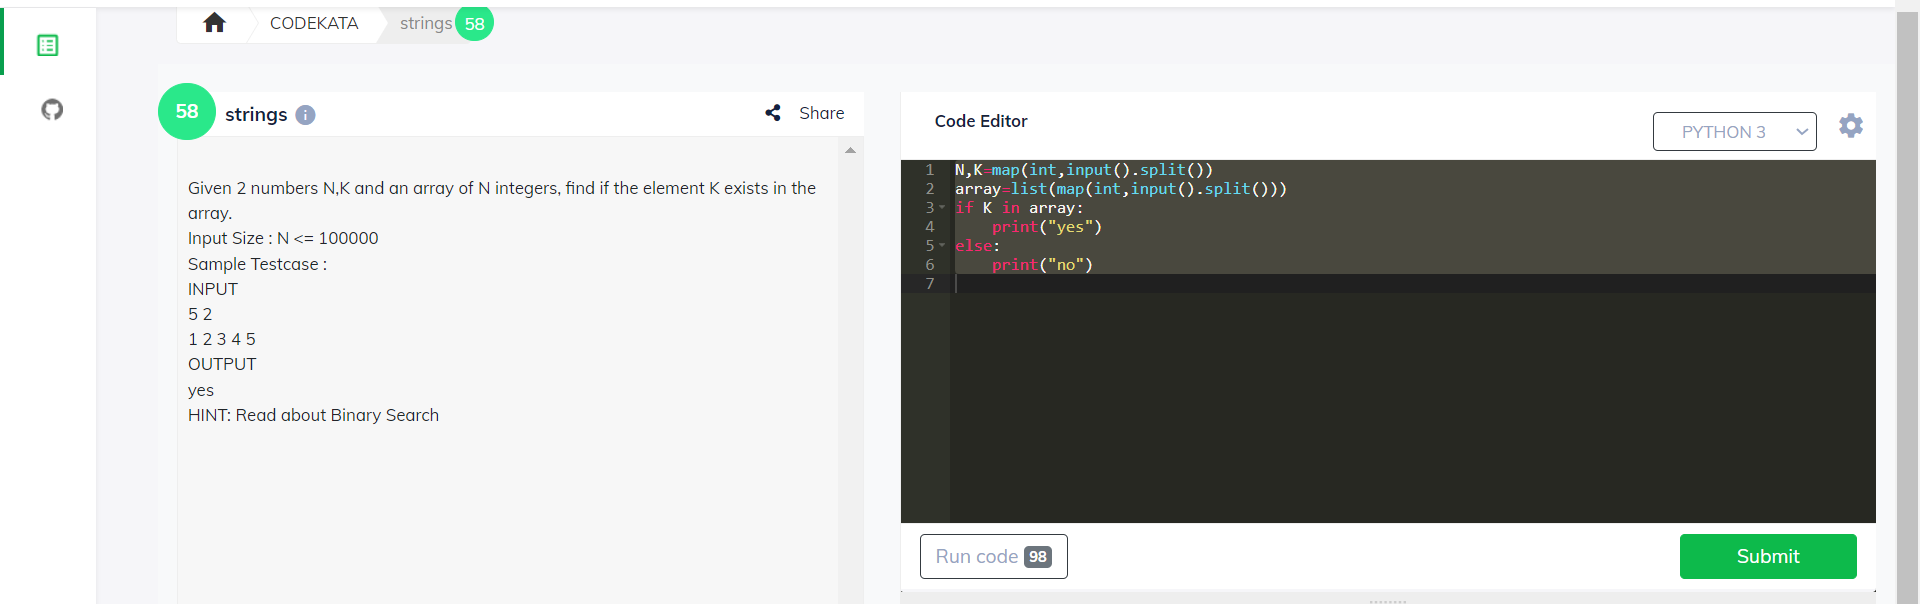 CODEKATA
strings 58
58
strings
Share
Given 2 numbers N,K and an array of N integers, find if the element K exists in the
array.
Input Size : N <= 100000
Sample Testcase :
INPUT
5 2
1 2 3 4 5
OUTPUT
yes
HINT: Read about Binary Search
Code Editor
PYTHON 3
1 N,K=map(int,input().split())
2 array=list(map(int,input().split()))
3 if K in array:
4     print("yes")
5 else:
6     print("no")
7
Run code 98
Submit